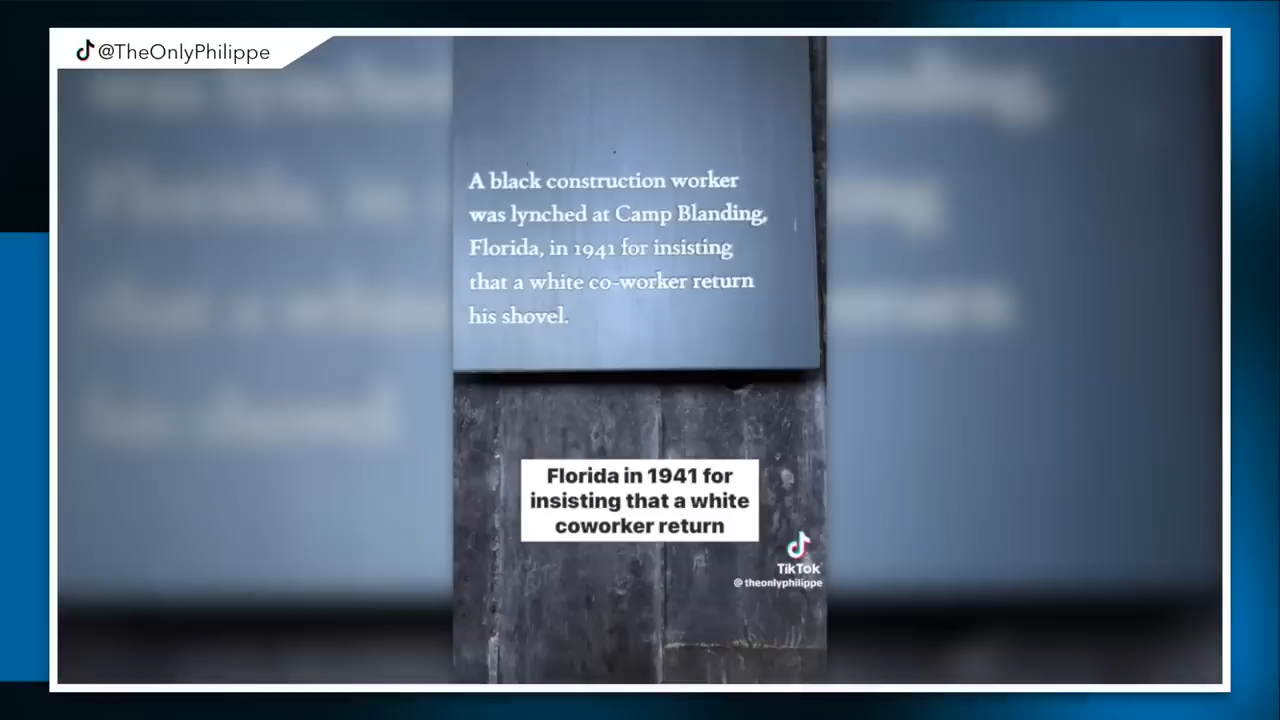 @TheOnlyPhilippe
A black construction worker
was lynched at Camp Blanding,
Florida, in 1941 for insisting
that a white co-worker return
his shovel.
Florida in 1941 for
insisting that a white
coworker return
TikTok
@theonlyphilippe